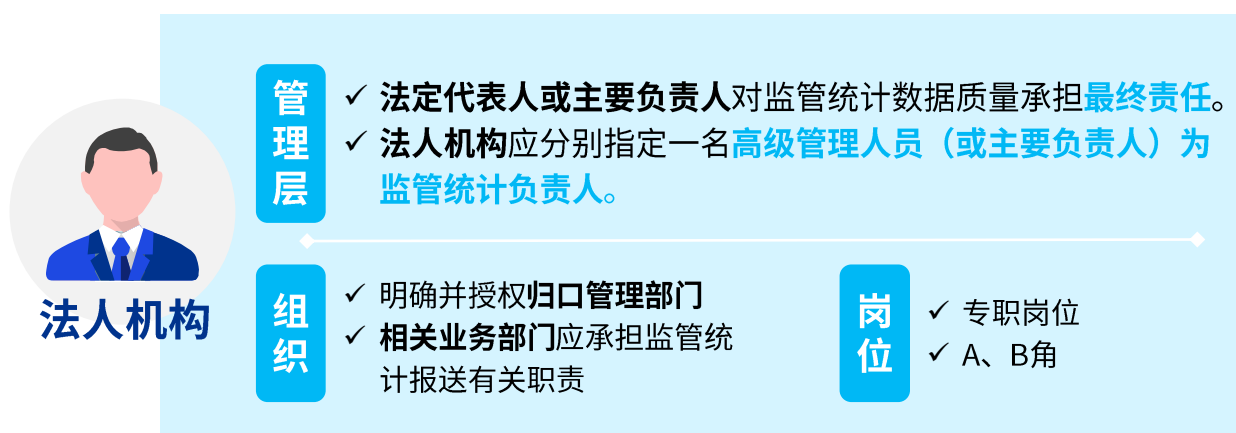 法人机构
管理层
法定代表人或主要负责人对监管统计数据质量承担最终责任。
法人机构应分别指定一名高级管理人员（或主要负责人）为
监管统计负责人。
组织
明确并授权归口管理部门
相关业务部门应承担监管统
计报送有关职责
岗位
专职岗位
A、B角